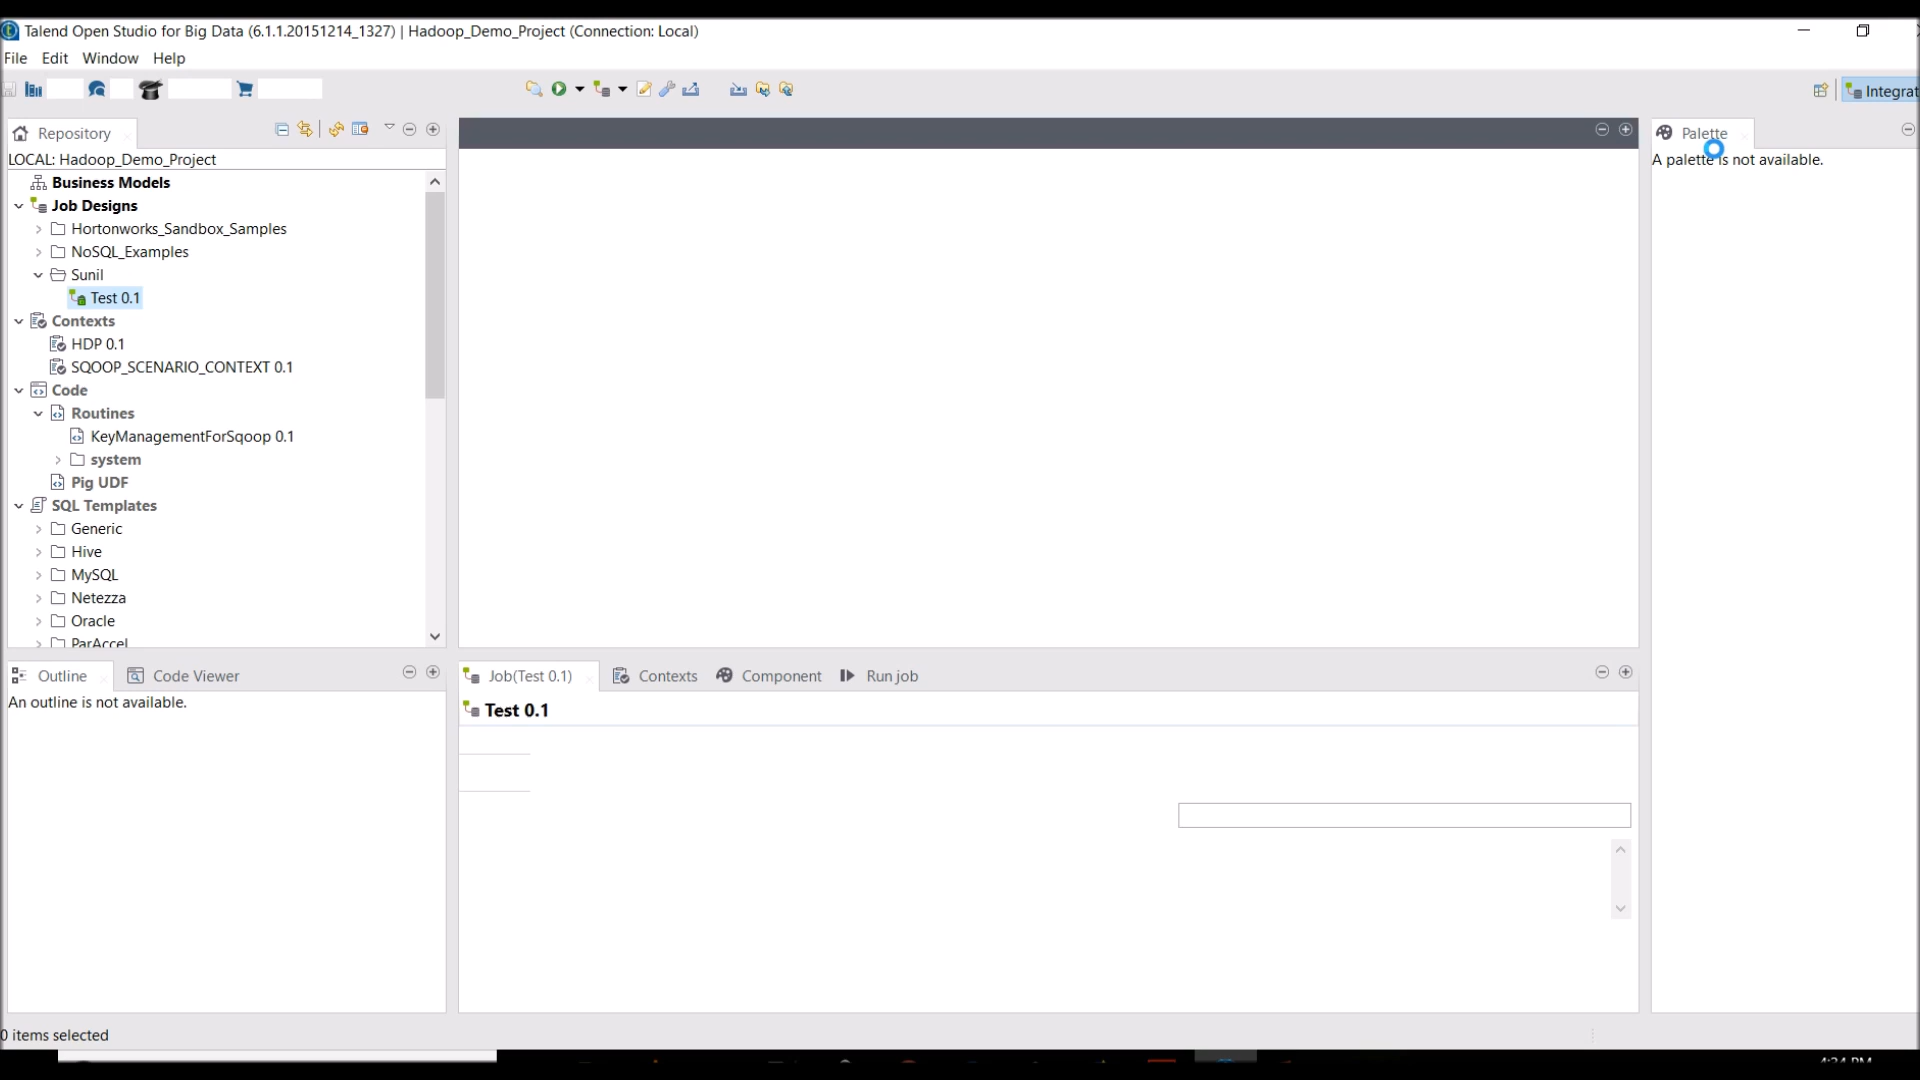 Talend Open Studio for Big Data (6.1.1.20151214_1327) | Hadoop_Demo_Project (Connection: Local)
File Edit Window Help
Integrat
Repository
LOCAL: Hadoop_Demo_Project
Business Models
Job Designs
Hortonworks_Sandbox_Samples
NoSQL_Examples
Sunil
Test 0.1
Contexts
HDP 0.1
SQOOP_SCENARIO_CONTEXT 0.1
Code
Routines
KeyManagementForSqoop 0.1
system
Pig UDF
SQL Templates
Generic
Hive
MySQL
Netezza
Oracle
ParAccel
Palette
A palette is not available.
Outline Code Viewer
An outline is not available.
Job(Test 0.1) Contexts Component Run job
Test 0.1
0 items selected
4:34 PM